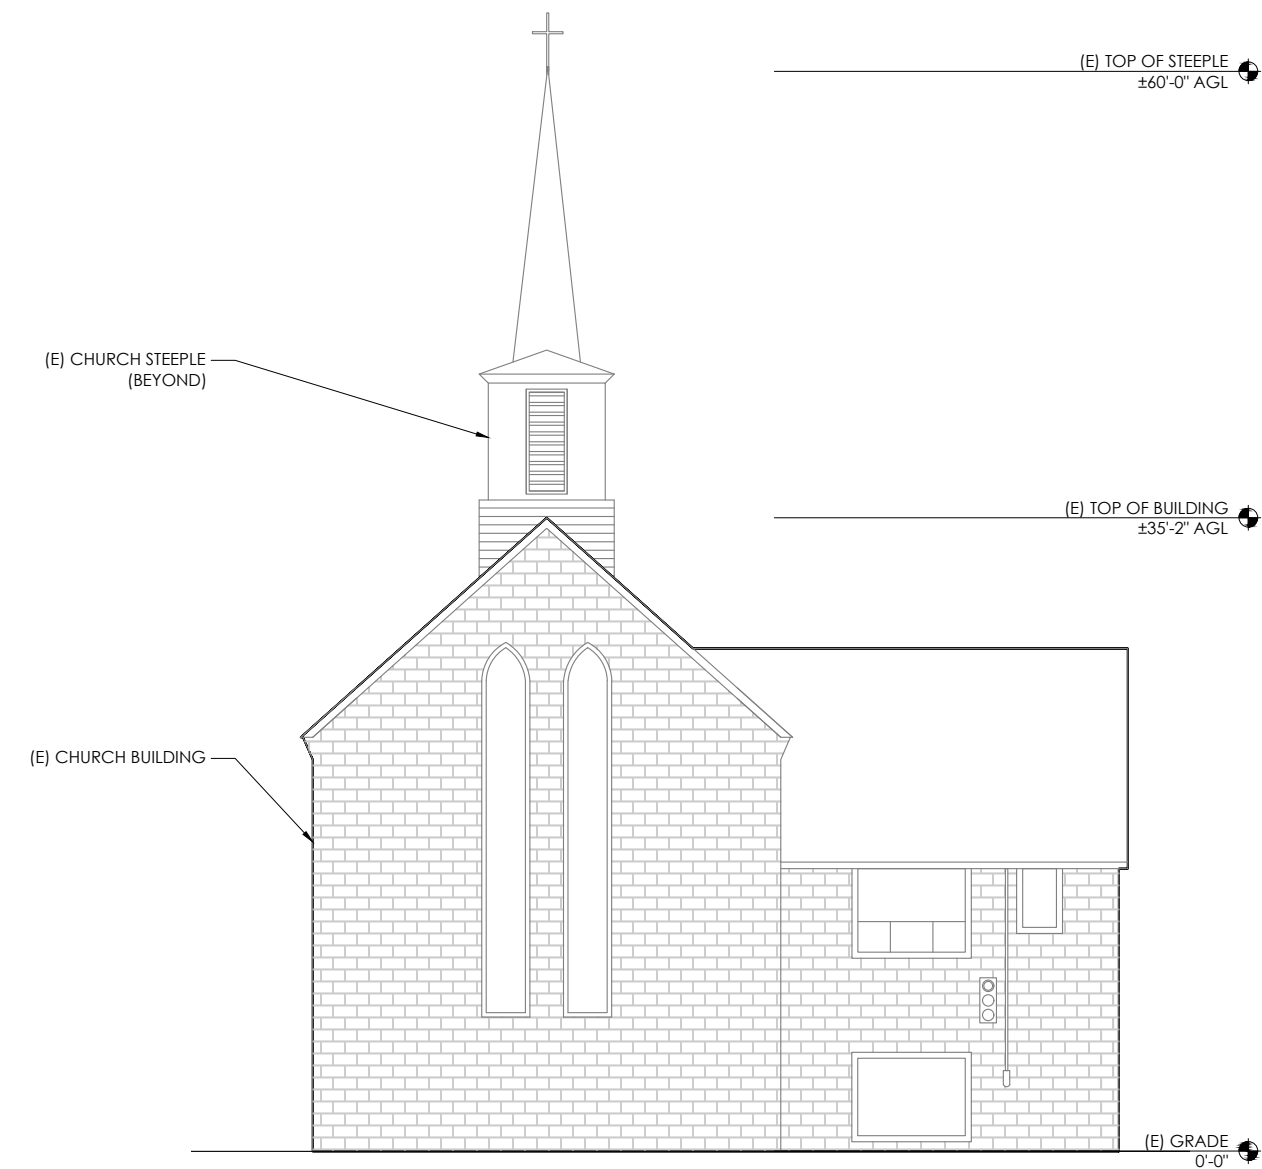 (E) TOP OF STEEPLE
±60'-0" AGL
(E) CHURCH STEEPLE
(BEYOND)
(E) TOP OF BUILDING
±35'-2" AGL
(E) CHURCH BUILDING
(E) GRADE
0'-0"